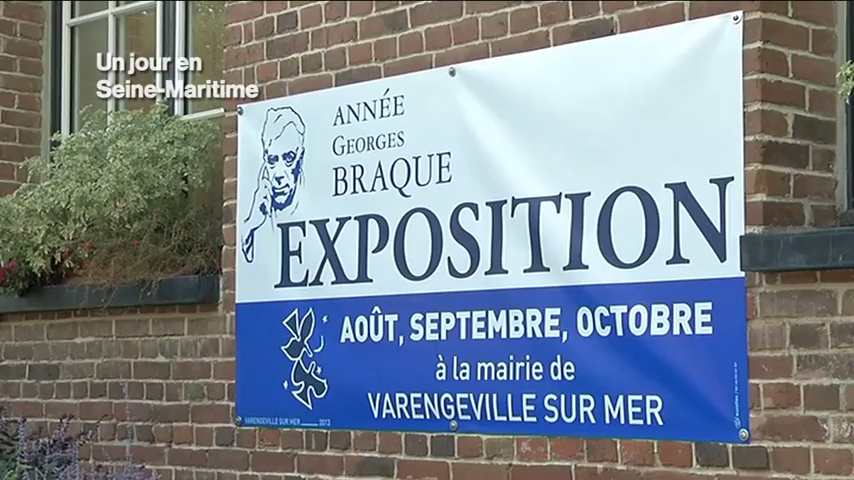 Un jour en
Seine-Maritime
ANNÉE
GEORGES
BRAQUE
EXPOSITION
AOÛT, SEPTEMBRE, OCTOBRE
à la mairie de
VARENGEVILLE SUR MER
VARENGEVILLE SUR MER ____ 2013